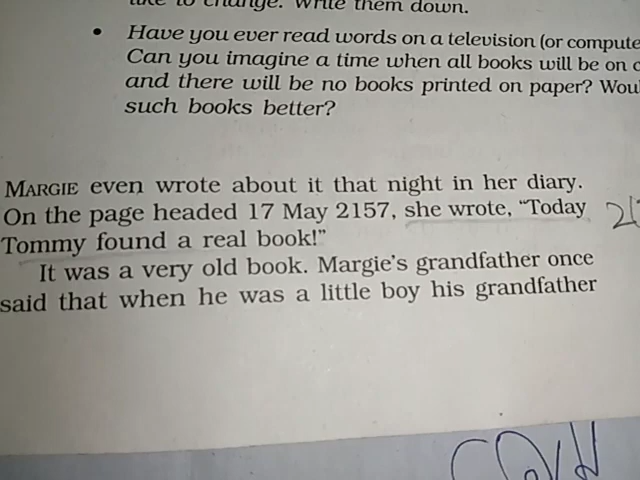 like to change. Write them down.
• Have you ever read words on a television (or compute
Can you imagine a time when all books will be on c
and there will be no books printed on paper? Woul
such books better?
MARGIE even wrote about it that night in her diary.
On the page headed 17 May 2157, she wrote, “Today
Tommy found a real book!”
It was a very old book. Margie’s grandfather once
said that when he was a little boy his grandfather